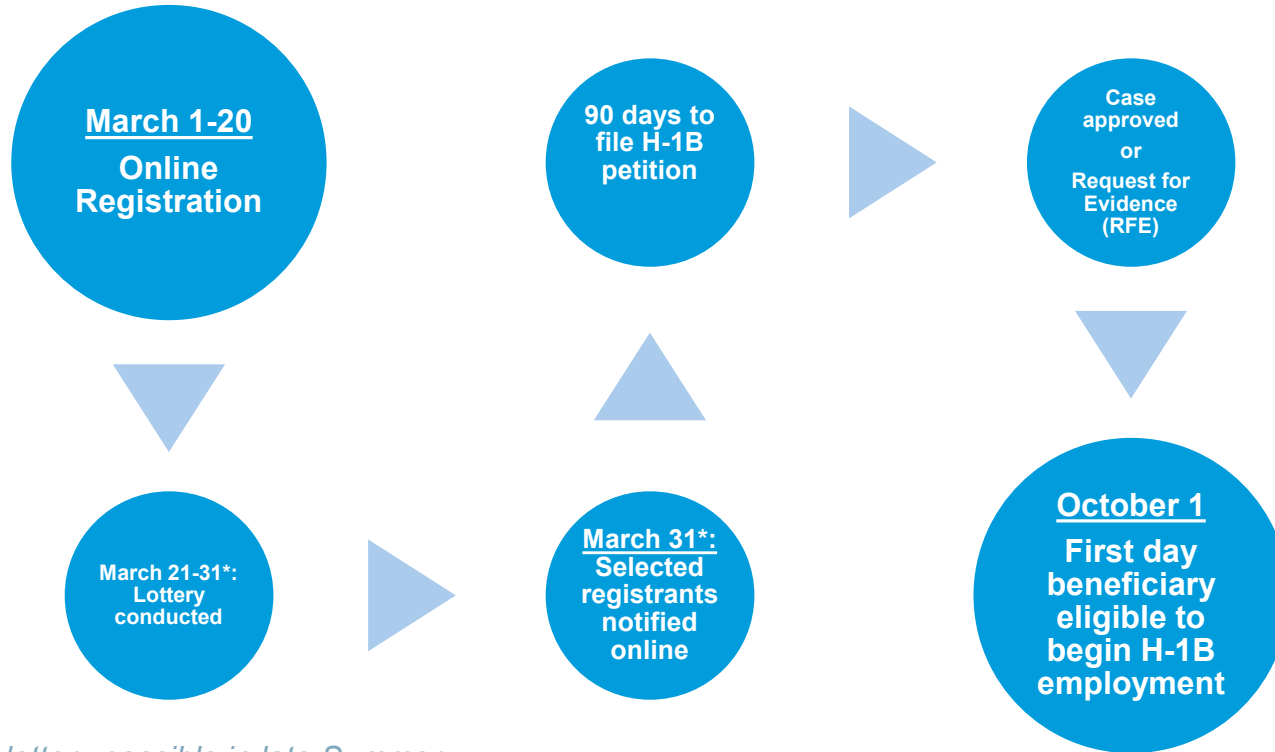 March 1-20
Online
Registration
March 21-31*:
Lottery
conducted
March 31*:
Selected
registrants
notified
online
90 days to
file H-1B
petition
Case
approved
or
Request for
Evidence
(RFE)
October 1
First day
beneficiary
eligible to
begin H-1B
employment